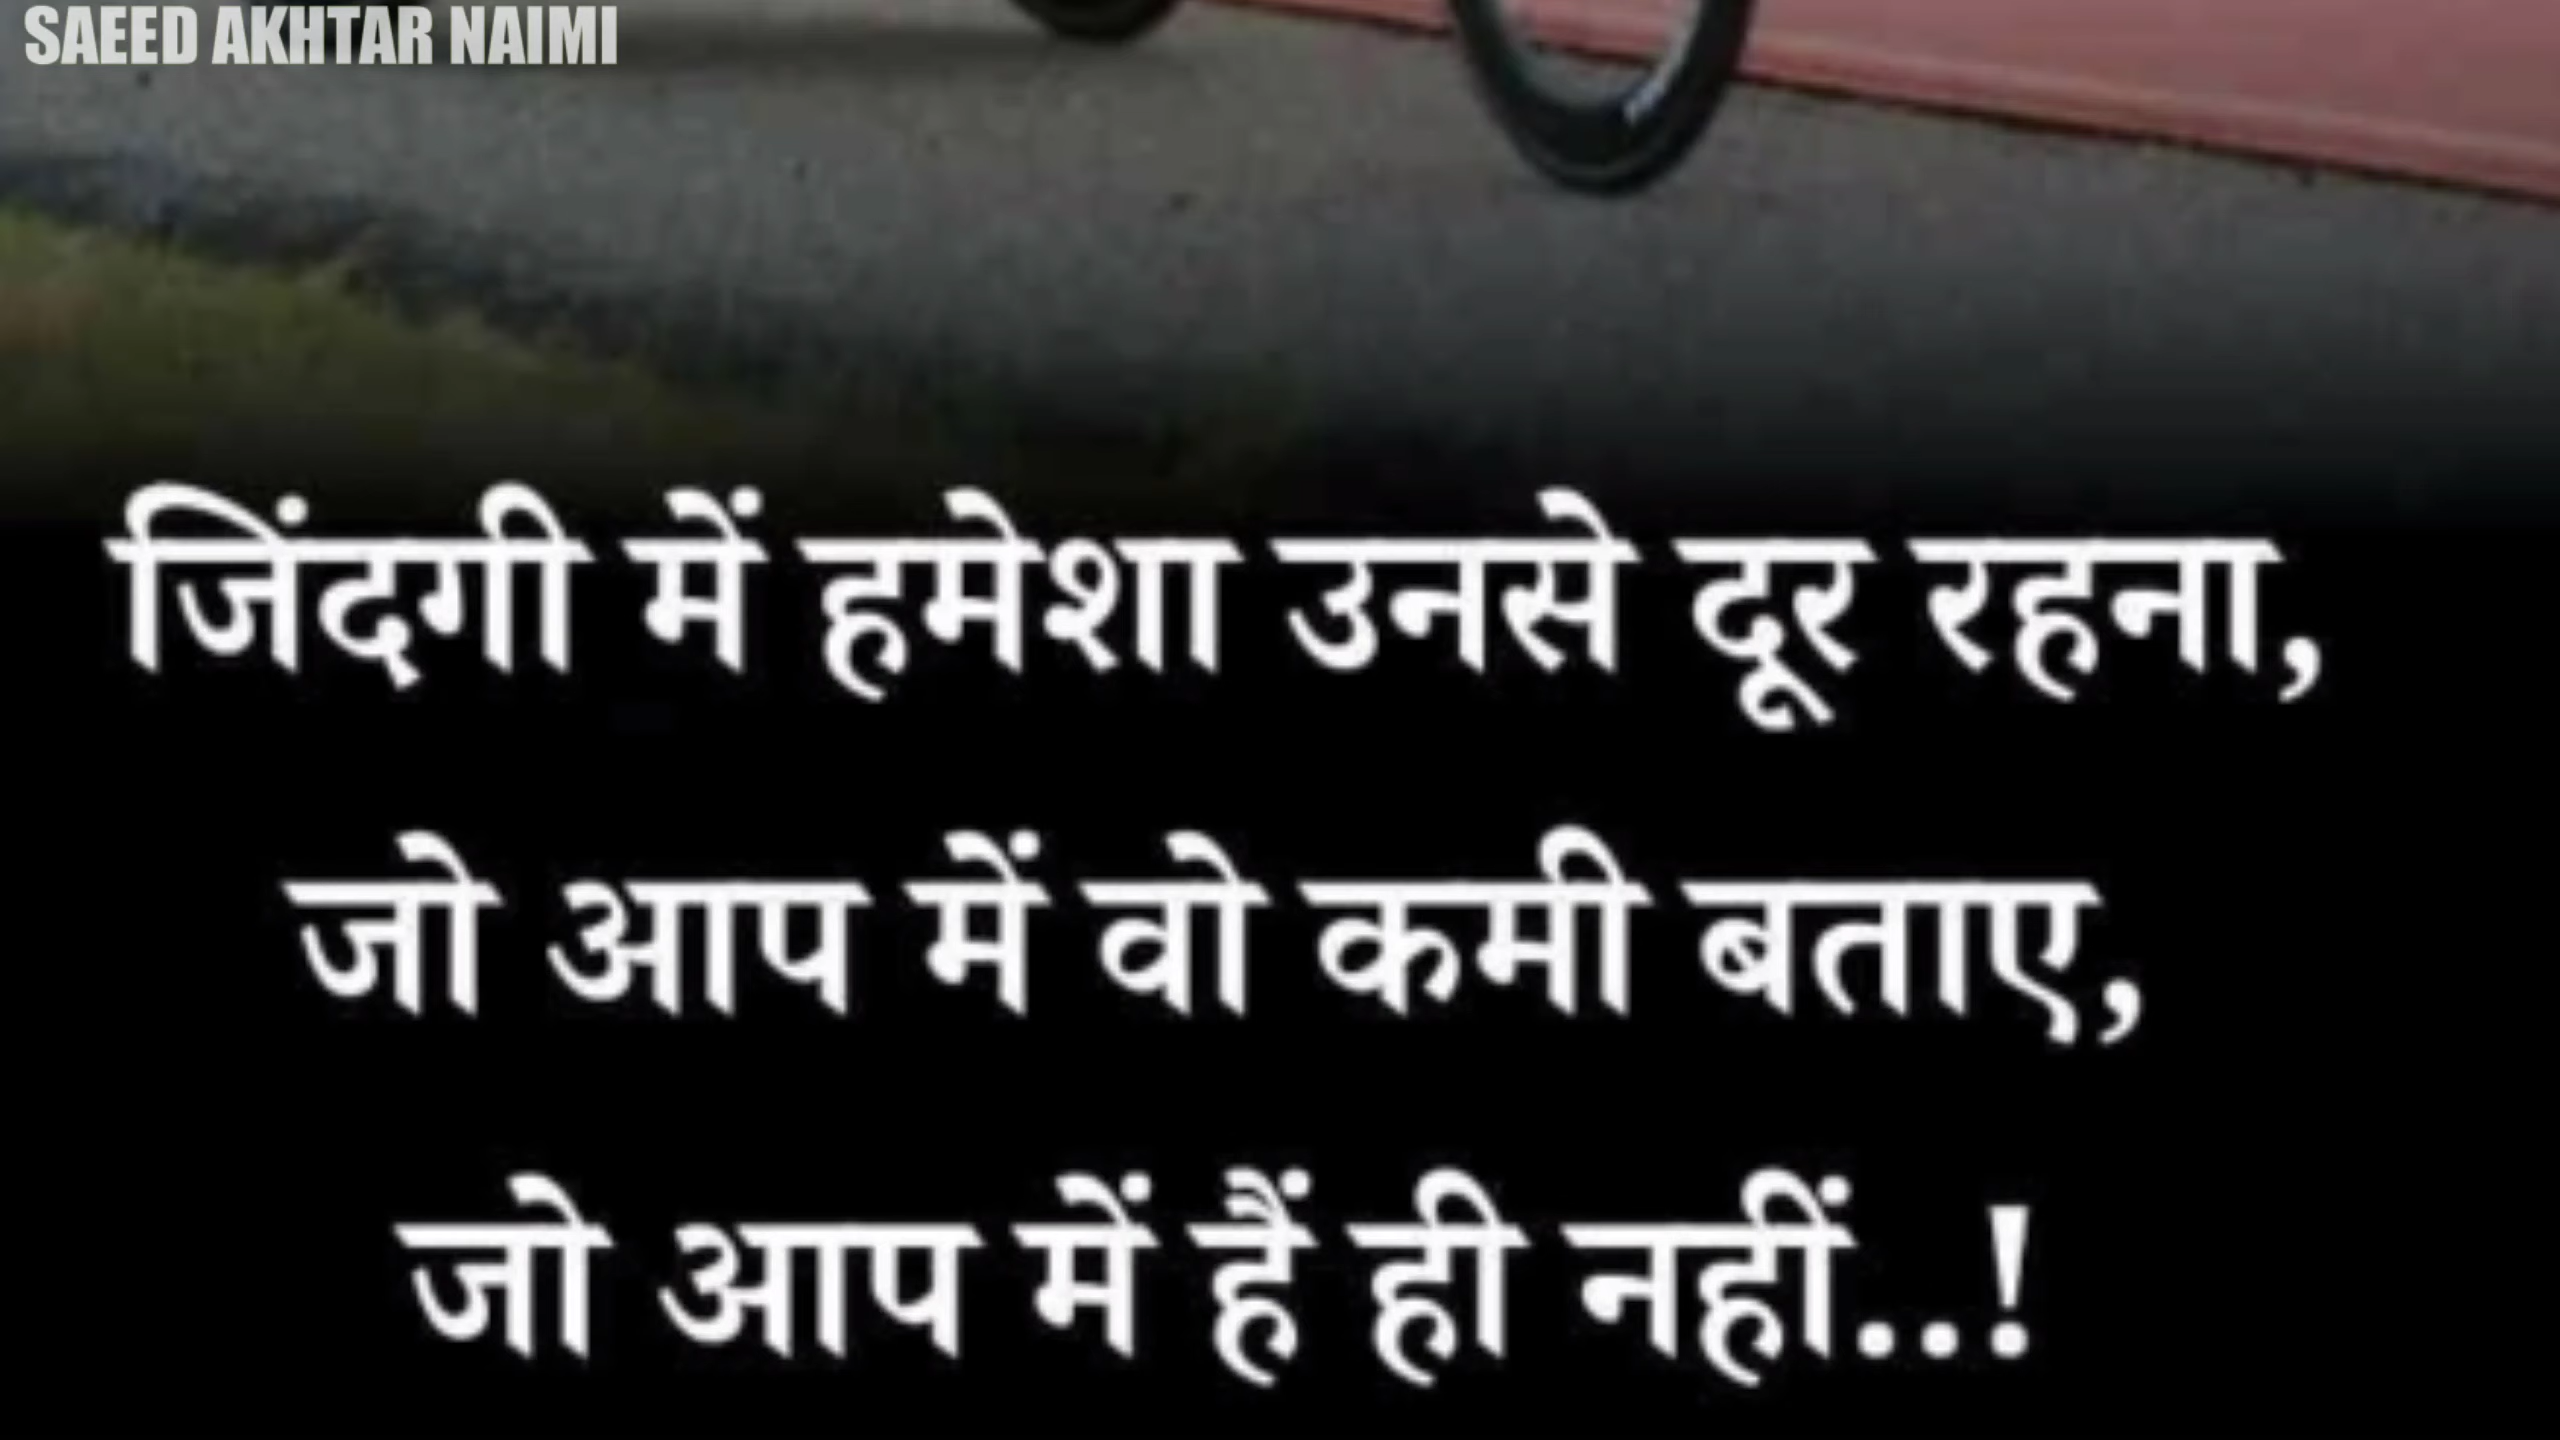 SAEED AKHTAR NAIMI
जिंदगी में हमेशा उनसे दूर रहना,
जो आप में वो कमी बताए,
जो आप में हैं ही नहीं..!